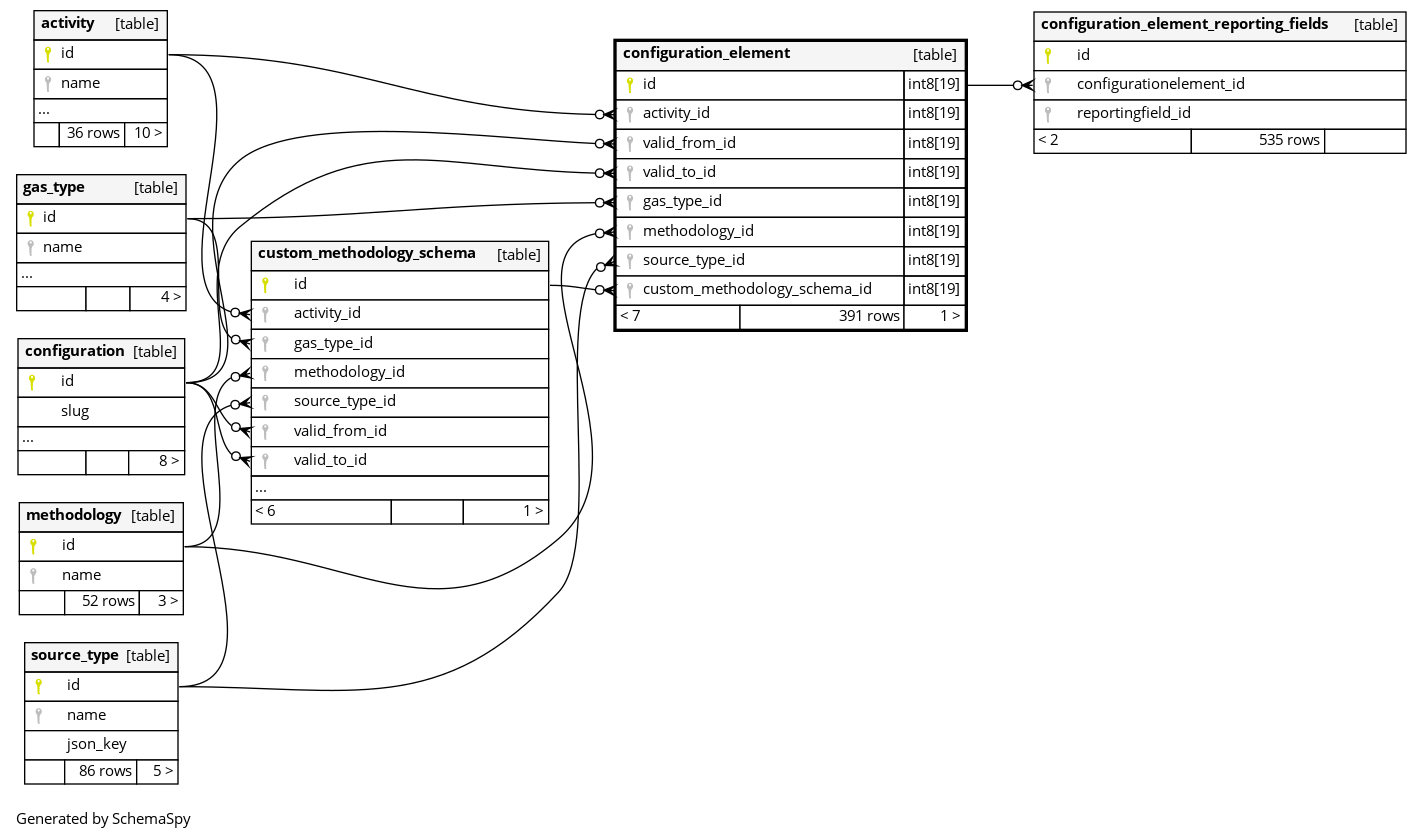 activity [table]
id
name
...
36 rows 10 >
gas_type [table]
id
name
...
4 >
configuration [table]
id
slug
...
8 >
methodology [table]
id
name
52 rows 3 >
source_type [table]
id
name
json_key
86 rows 5 >
custom_methodology_schema [table]
id
activity_id
gas_type_id
methodology_id
source_type_id
valid_from_id
valid_to_id
...
< 6 1 >
configuration_element [table]
id int8[19]
activity_id int8[19]
valid_from_id int8[19]
valid_to_id int8[19]
gas_type_id int8[19]
methodology_id int8[19]
source_type_id int8[19]
custom_methodology_schema_id int8[19]
< 7 391 rows 1 >
configuration_element_reporting_fields [table]
id
configurationelement_id
reportingfield_id
< 2 535 rows
Generated by SchemaSpy